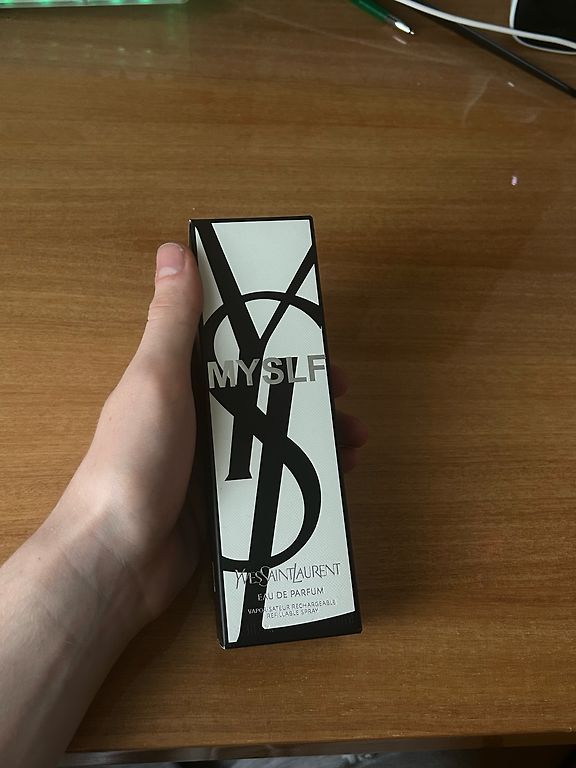 MYSLF
YVESSAINTLAURENT
EAU DE PARFUM
VAPORISATEUR RECHARGEABLE
REFILLABLE SPRAY